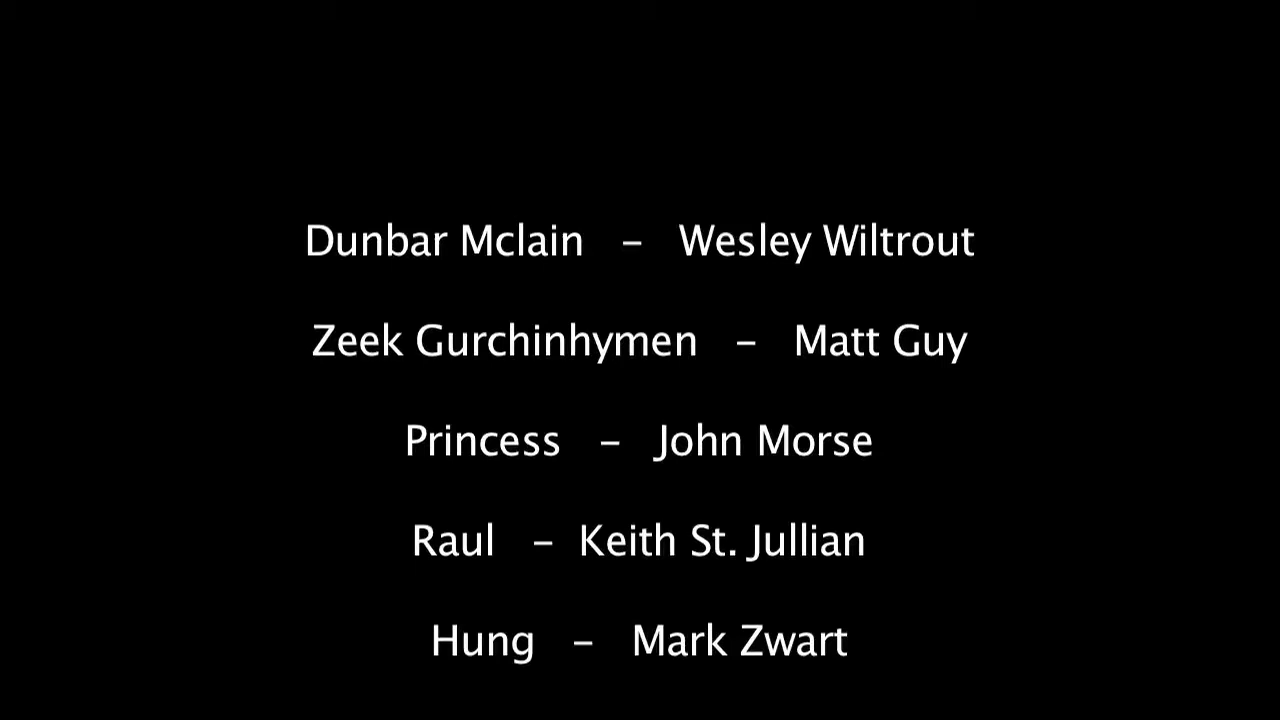 Dunbar Mclain - Wesley Wiltrout
Zeek Gurchinhymen - Matt Guy
Princess - John Morse
Raul - Keith St. Jullian
Hung - Mark Zwart